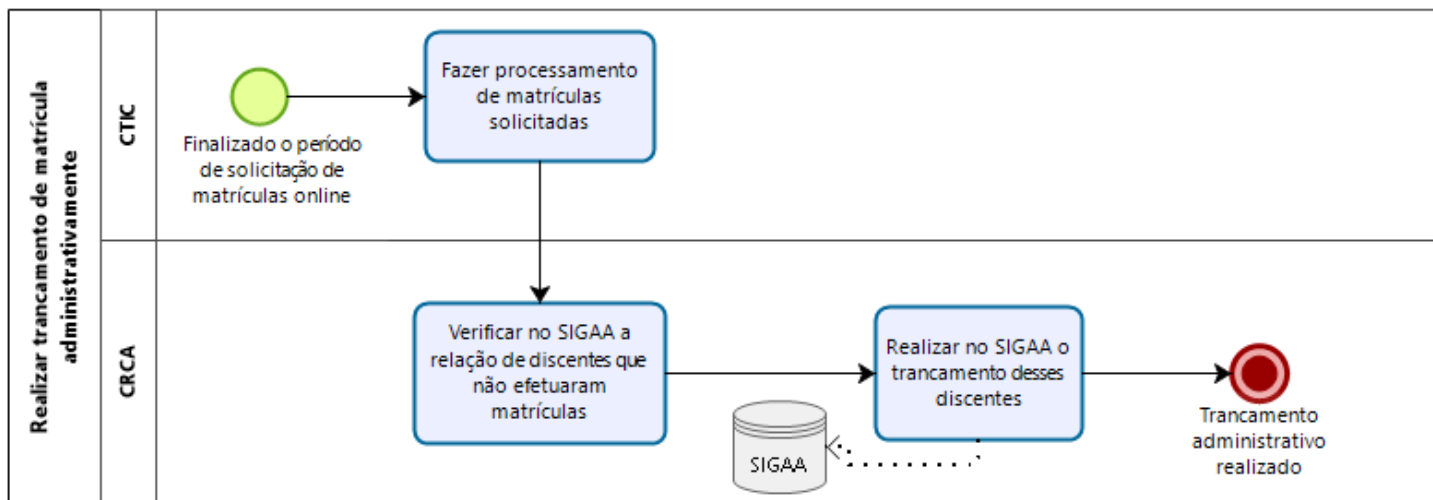 Realizar trancamento de matrícula
administrativamente
CTIC
Finalizado o período
de solicitação de
matrículas online
Fazer processamento
de matrículas
solicitadas
CRCA
Verificar no SIGAA a
relação de discentes que
não efetuaram
matrículas
Realizar no SIGAA o
trancamento desses
discentes
SIGAA
Trancamento
administrativo
realizado